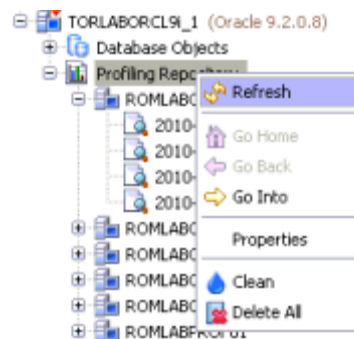 TORLABORCL9i_1 (Oracle 9.2.0.8)
Database Objects
Profiling Repository
ROMLABO
2010-
2010-
2010-
2010-
ROMLABO
ROMLABO
ROMLABO
ROMLABO
ROMLABPROF01
Refresh
Go Home
Go Back
Go Into
Properties
Clean
Delete All